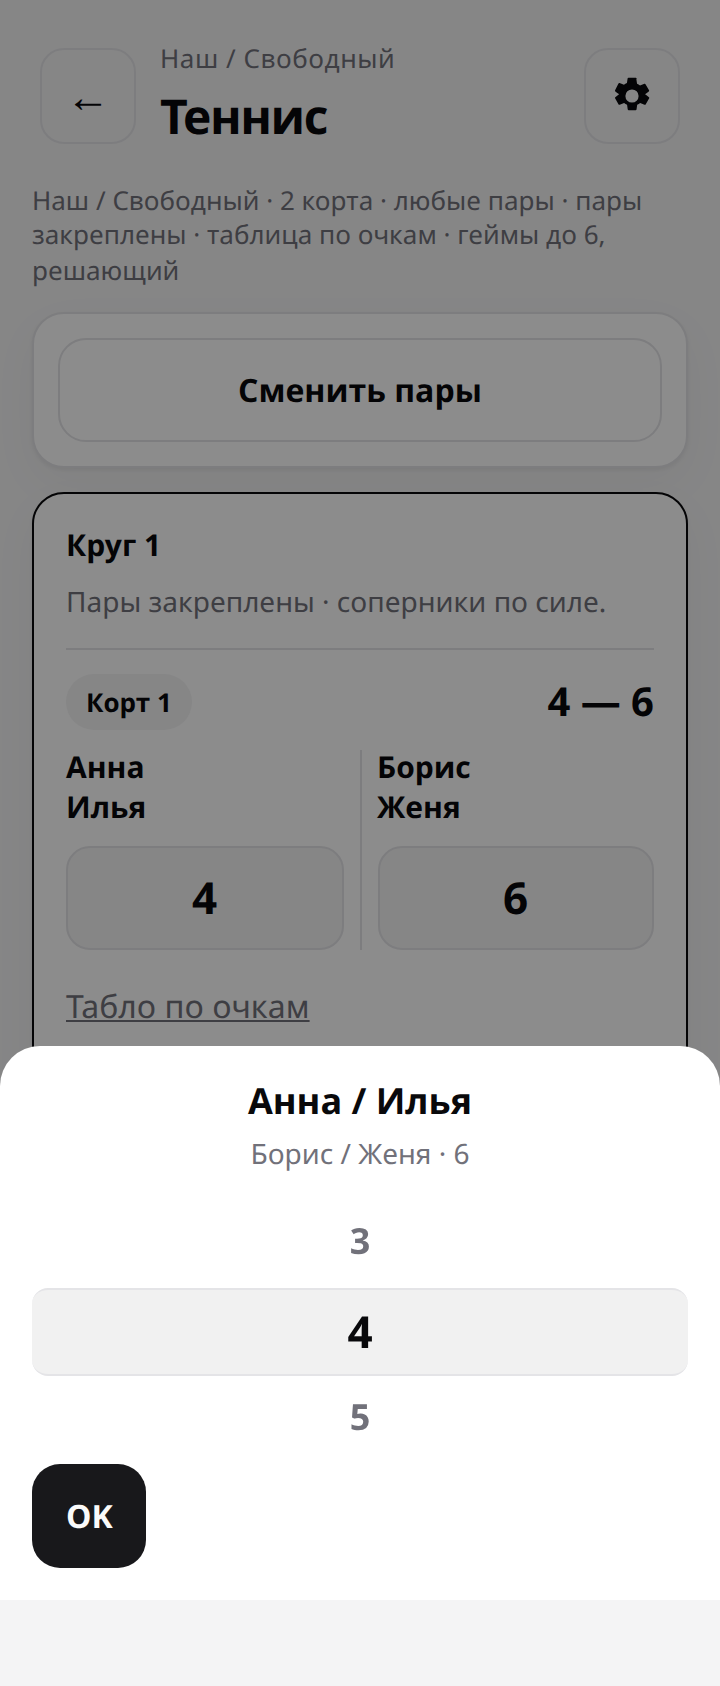 ←
Наш / Свободный
Теннис
Наш / Свободный · 2 корта · любые пары · пары
закреплены · таблица по очкам · геймы до 6,
решающий
Сменить пары
Круг 1
Пары закреплены · соперники по силе.
Корт 1
4 — 6
Анна
Илья
Борис
Женя
4
6
Табло по очкам
Анна / Илья
Борис / Женя · 6
3
4
5
OK